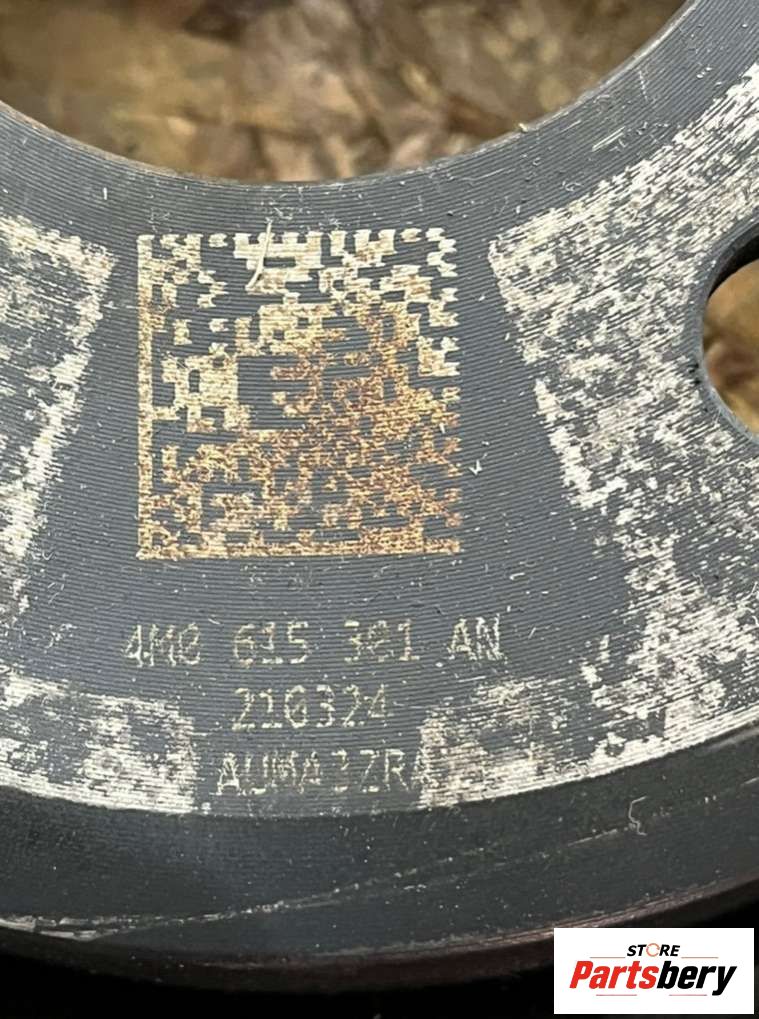 4M0 615 301 AN
210324
AUMA3ZRA
STORE
Partsbery